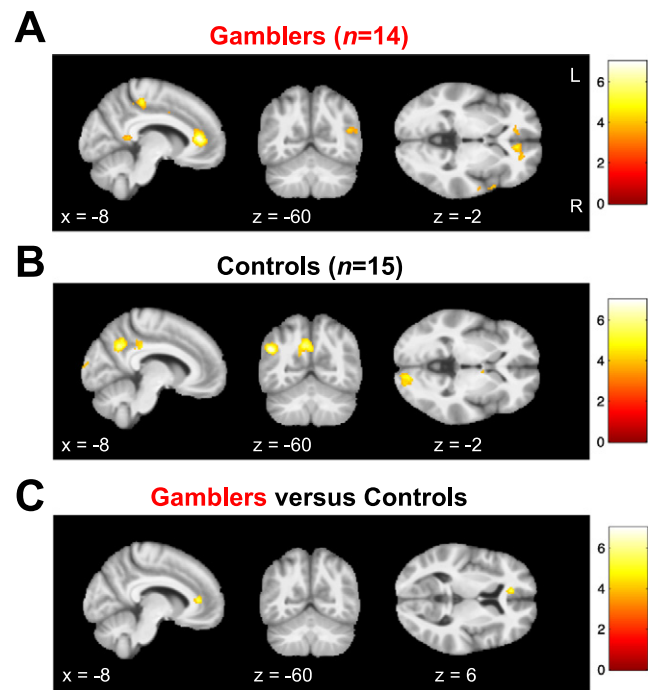 A
Gamblers (n=14)
L
R
x = -8
z = -60
z = -2
6
4
2
0
B
Controls (n=15)
x = -8
z = -60
z = -2
6
4
2
0
C
Gamblers versus Controls
x = -8
z = -60
z = 6
6
4
2
0